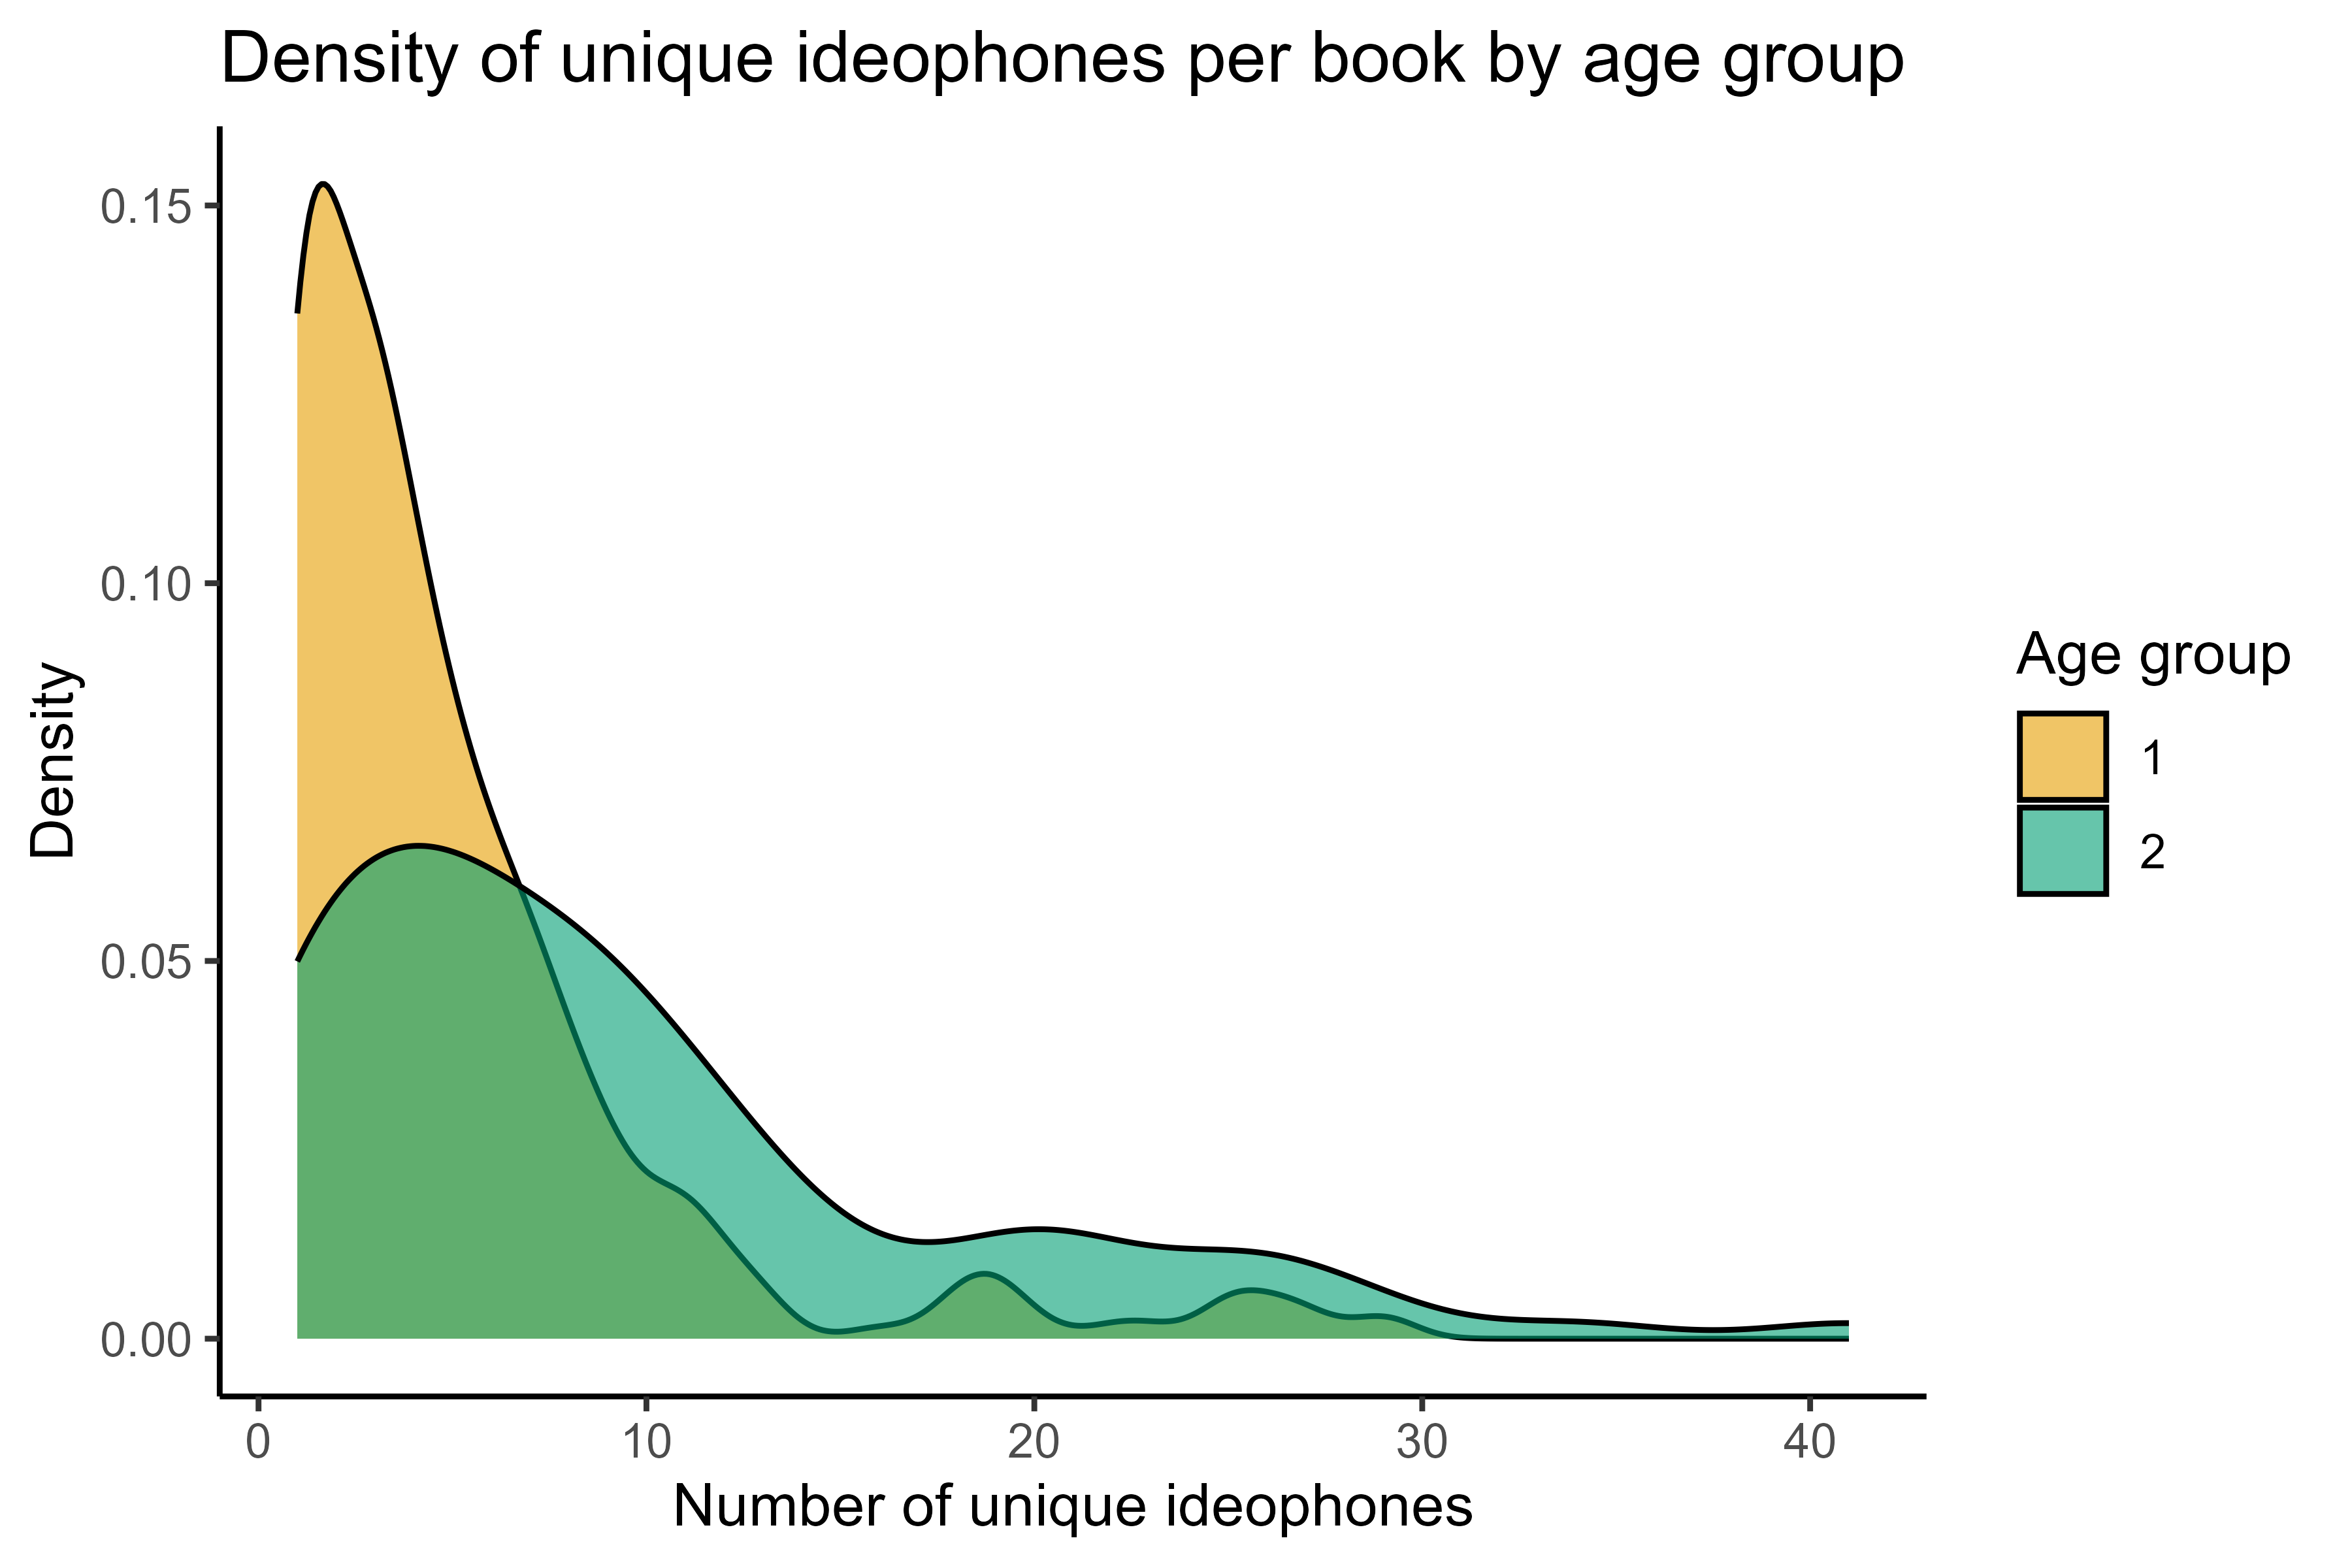 Density of unique ideophones per book by age group
0.15
0.10
0.05
0.00
Density
0 10 20 30 40
Number of unique ideophones
Age group
1
2